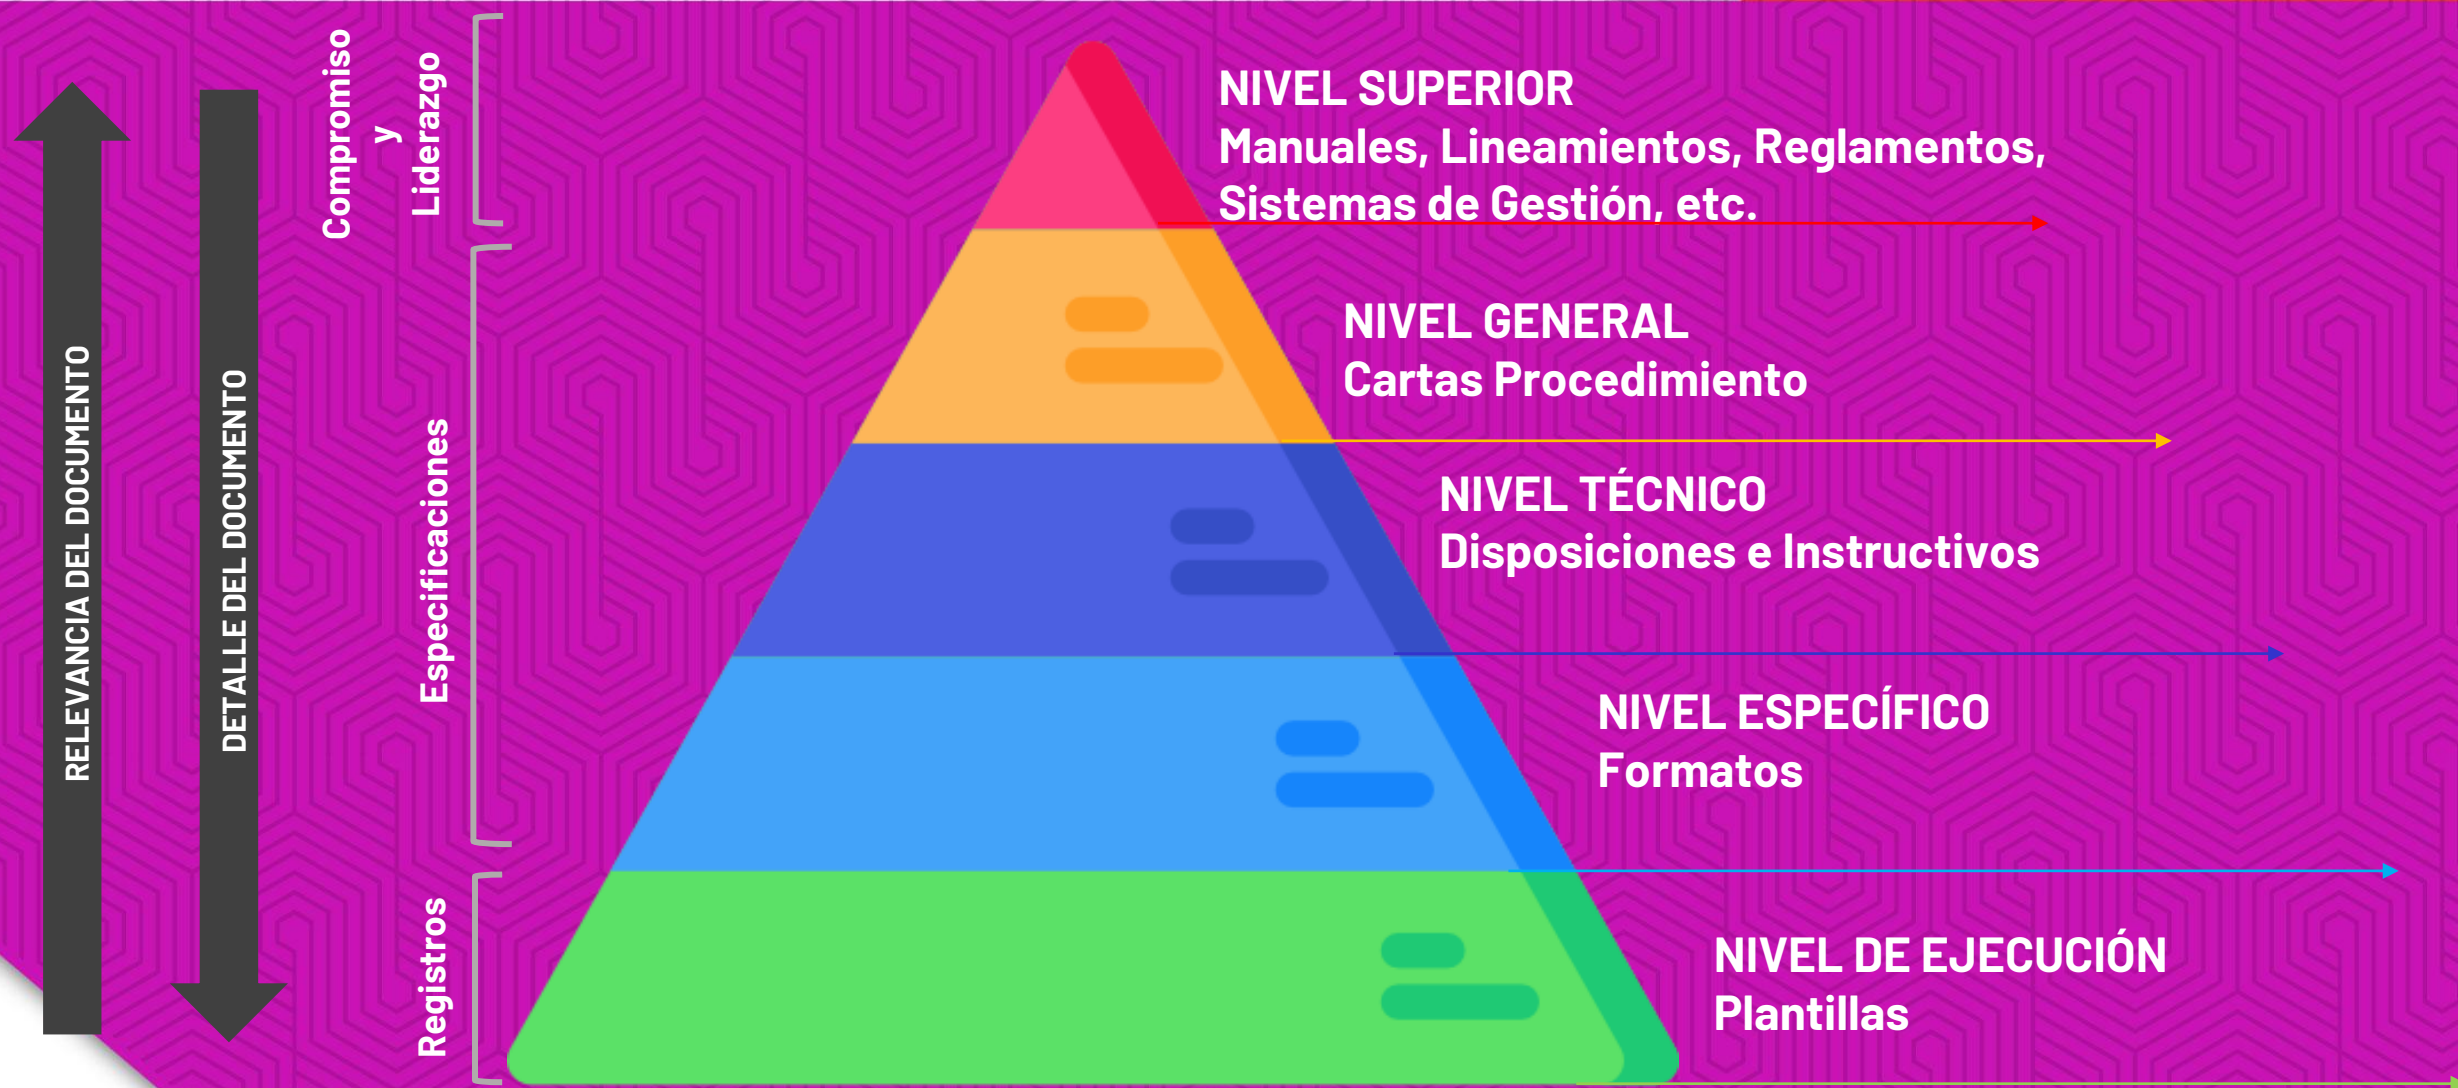 RELEVANCIA DEL DOCUMENTO
DETALLE DEL DOCUMENTO
Compromiso
y
Liderazgo
Especificaciones
Registros
NIVEL SUPERIOR
Manuales, Lineamientos, Reglamentos,
Sistemas de Gestión, etc.
NIVEL GENERAL
Cartas Procedimiento
NIVEL TÉCNICO
Disposiciones e Instructivos
NIVEL ESPECÍFICO
Formatos
NIVEL DE EJECUCIÓN
Plantillas